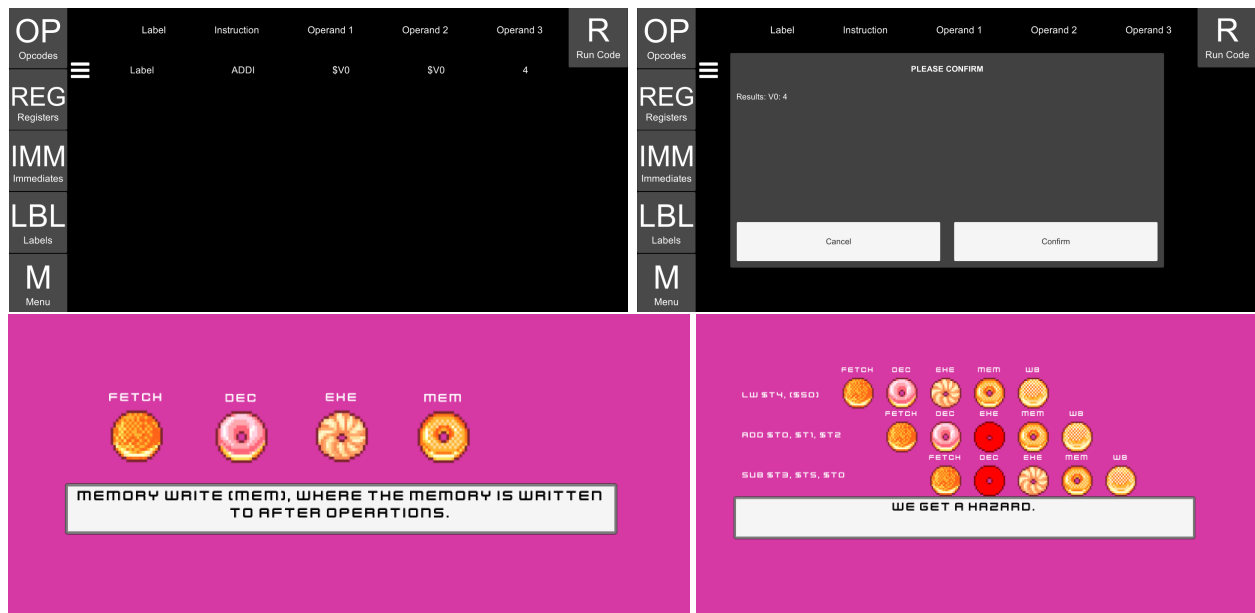 OP
Opcodes
Label Instruction Operand 1 Operand 2 Operand 3
R
Run Code
Label ADDI $V0 $V0 4
REG
Registers
IMM
Immediates
LBL
Labels
M
Menu
OP
Opcodes
Label Instruction Operand 1 Operand 2 Operand 3
R
Run Code
PLEASE CONFIRM
Results: V0: 4
Cancel Confirm
REG
Registers
IMM
Immediates
LBL
Labels
M
Menu
FETCH DEC EXE MEM
MEMORY WRITE (MEM), WHERE THE MEMORY IS WRITTEN
TO AFTER OPERATIONS.
FETCH DEC EXE MEM WB
LW $T4, ($S0)
FETCH DEC EXE MEM WB
ADD $T0, $T1, $T2
FETCH DEC EXE MEM WB
SUB $T3, $T5, $T0
WE GET A HAZARD.